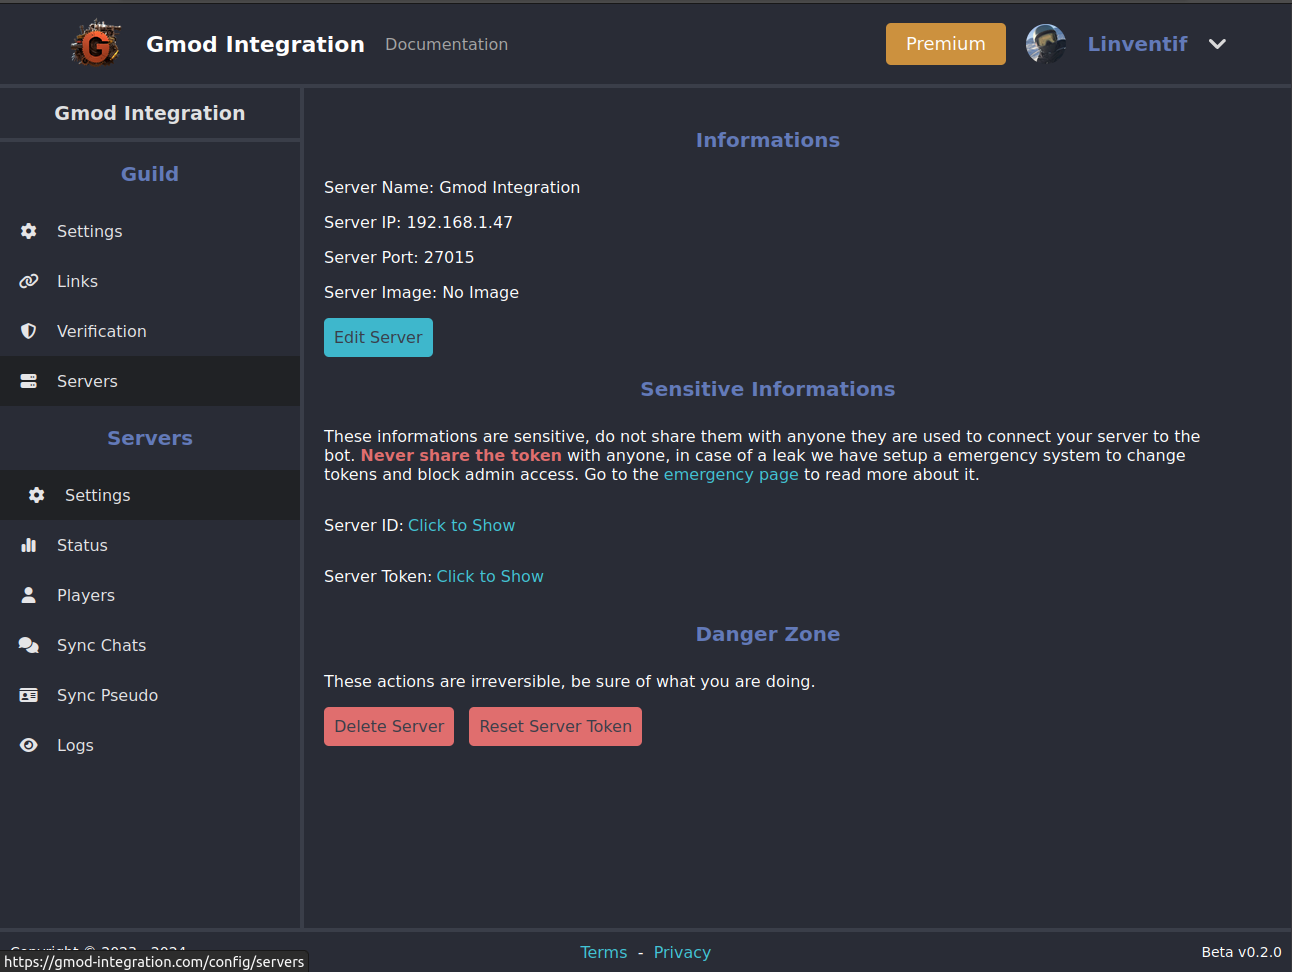 Gmod Integration
Documentation
Premium
Linventif
Gmod Integration
Guild
Settings
Links
Verification
Servers
Servers
Settings
Status
Players
Sync Chats
Sync Pseudo
Logs
Informations
Server Name: Gmod Integration
Server IP: 192.168.1.47
Server Port: 27015
Server Image: No Image
Edit Server
Sensitive Informations
These informations are sensitive, do not share them with anyone they are used to connect your server to the
bot. Never share the token with anyone, in case of a leak we have setup a emergency system to change
tokens and block admin access. Go to the emergency page to read more about it.
Server ID: Click to Show
Server Token: Click to Show
Danger Zone
These actions are irreversible, be sure of what you are doing.
Delete Server
Reset Server Token
Copyright © 2023 - 2024
Terms - Privacy
Beta v0.2.0
https://gmod-integration.com/config/servers